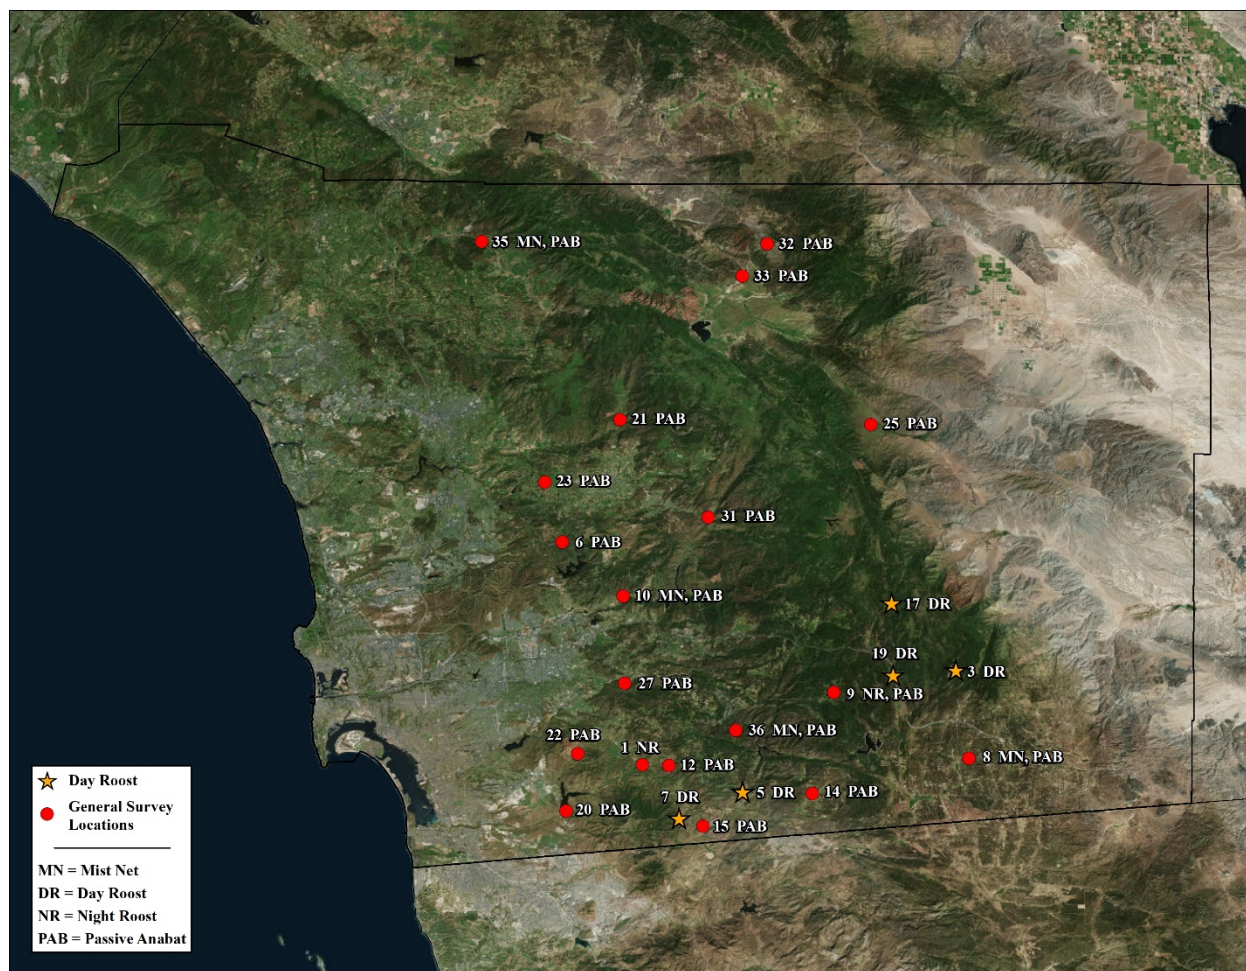 35 MN, PAB
32 PAB
33 PAB
21 PAB
25 PAB
23 PAB
31 PAB
6 PAB
10 MN, PAB
17 DR
19 DR
3 DR
27 PAB
9 NR, PAB
36 MN, PAB
22 PAB
1 NR
12 PAB
8 MN, PAB
7 DR
5 DR
14 PAB
20 PAB
15 PAB
Day Roost
General Survey
Locations
MN = Mist Net
DR = Day Roost
NR = Night Roost
PAB = Passive Anabat